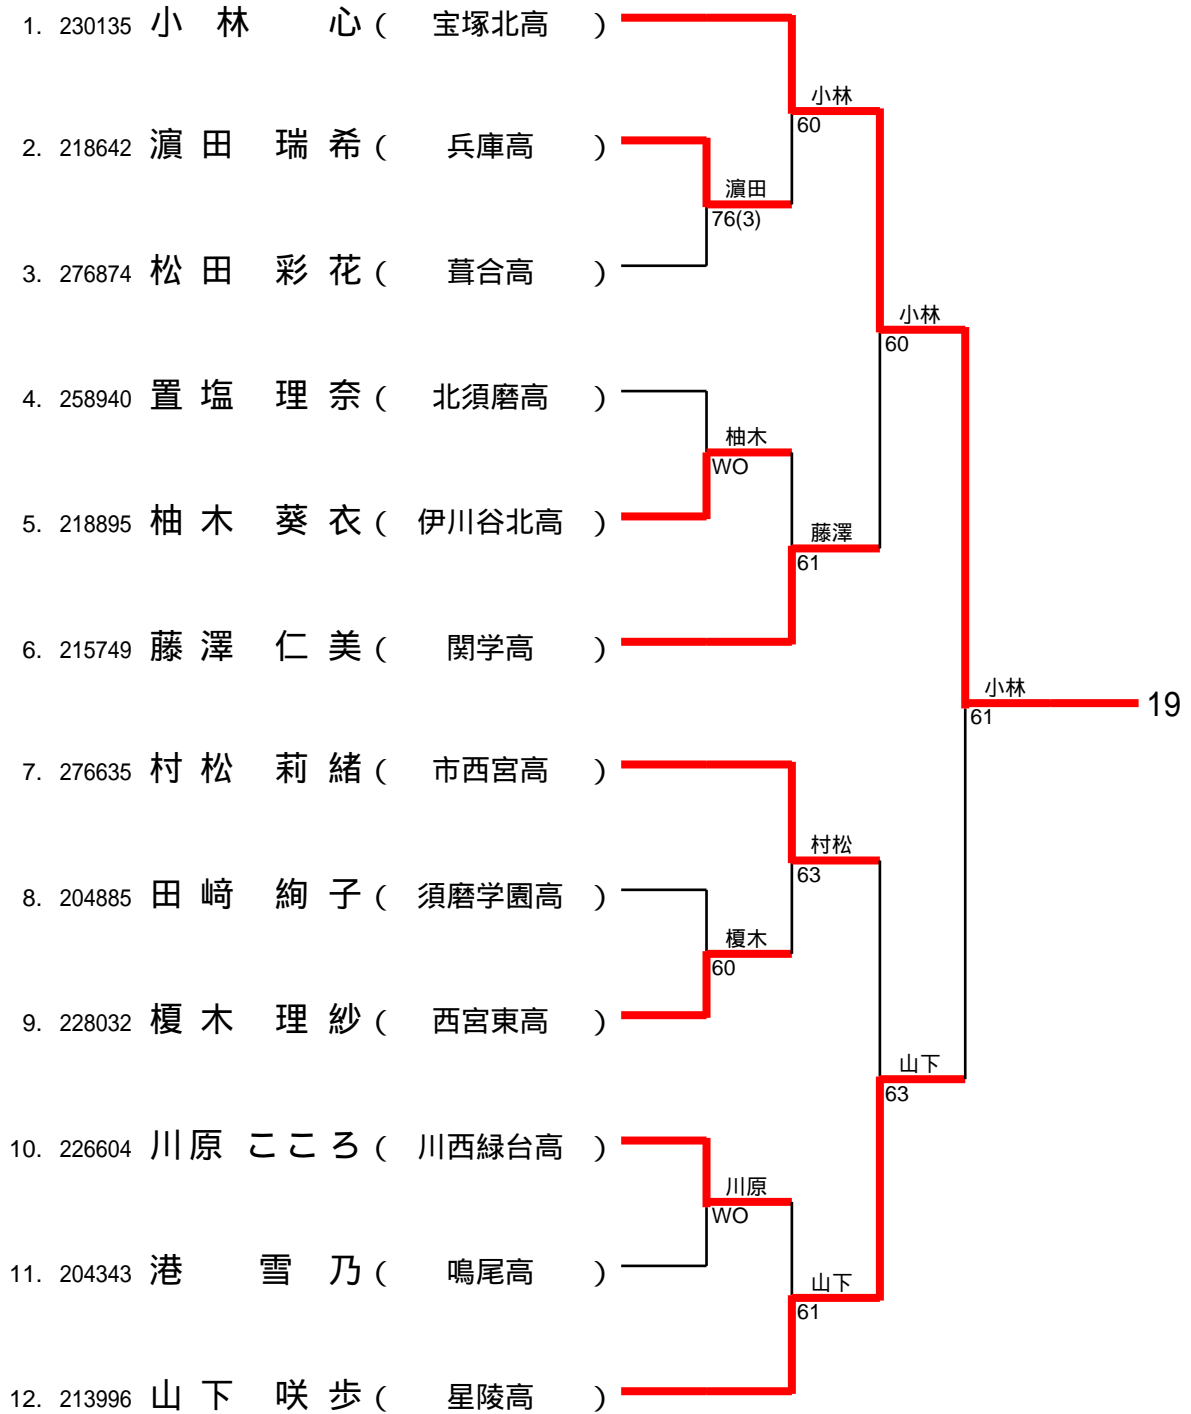 1. 230135 小林 心 ( 宝塚北高 )
小林
60
2. 218642 濵田 瑞希 ( 兵庫高 )
濵田
76(3)
3. 276874 松田 彩花 ( 葺合高 )
小林
60
4. 258940 置塩 理奈 ( 北須磨高 )
柚木
WO
5. 218895 柚木 葵衣 ( 伊川谷北高 )
藤澤
61
6. 215749 藤澤 仁美 ( 関学高 )
小林
61
19
7. 276635 村松 莉緒 ( 市西宮高 )
村松
63
8. 204885 田﨑 絢子 ( 須磨学園高 )
榎木
60
9. 228032 榎木 理紗 ( 西宮東高 )
山下
63
10. 226604 川原 こころ ( 川西緑台高 )
川原
WO
11. 204343 港 雪乃 ( 鳴尾高 )
山下
61
12. 213996 山下 咲歩 ( 星陵高 )